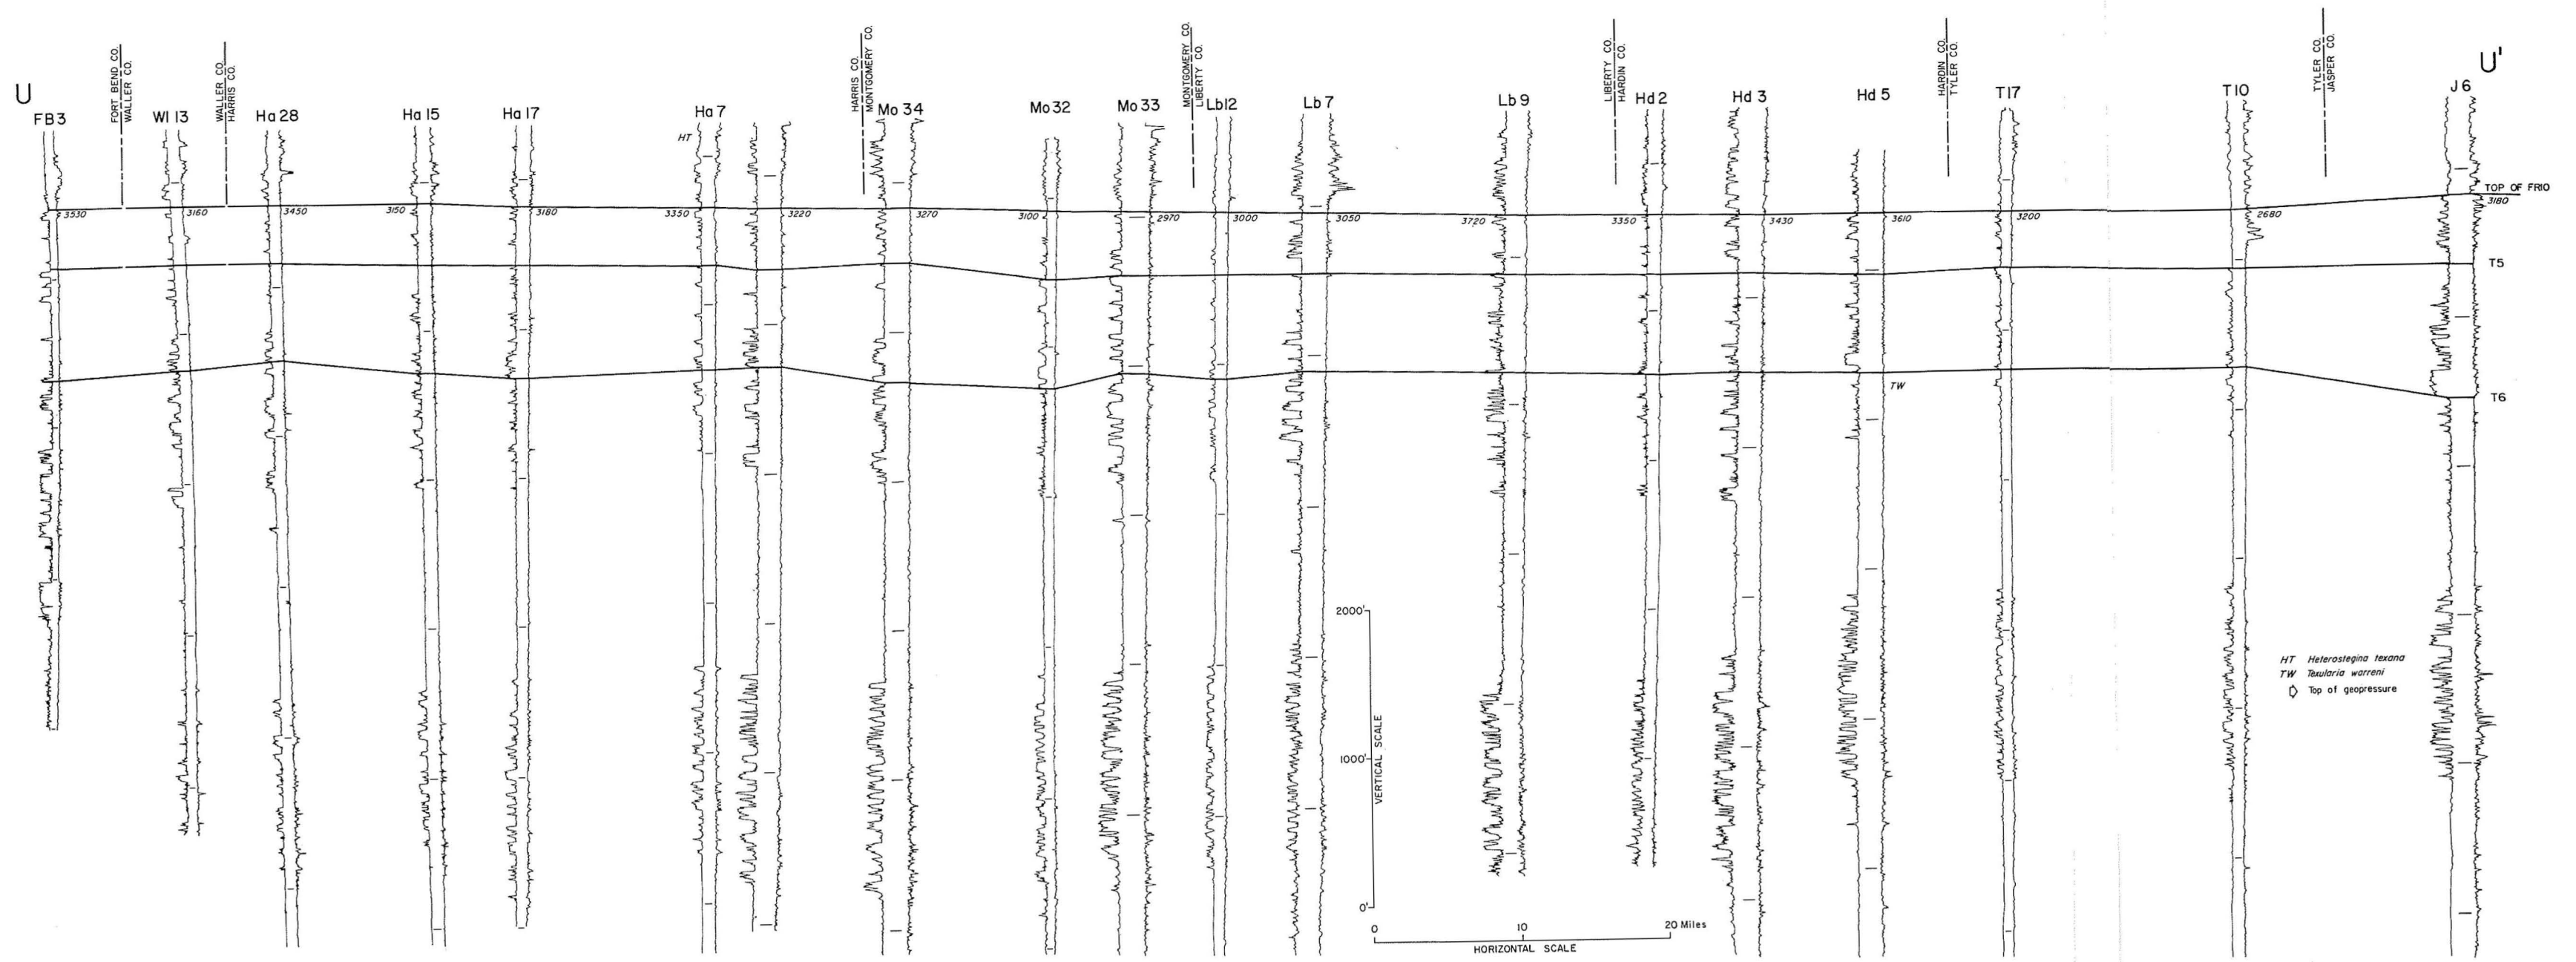 U
U'
FORT BEND CO.
WALLER CO.
WALLER CO.
HARRIS CO.
HARRIS CO.
MONTGOMERY CO.
MONTGOMERY CO.
LIBERTY CO.
LIBERTY CO.
HARDIN CO.
HARDIN CO.
TYLER CO.
TYLER CO.
JASPER CO.
FB3
Wl 13
Ha 28
Ha 15
Ha 17
Ha 7
Mo 34
Mo 32
Mo 33
Lb12
Lb 7
Lb 9
Hd 2
Hd 3
Hd 5
T17
T10
J 6
HT
TOP OF FRIO
3530
3160
3450
3150
3180
3350
3220
3270
3100
2970
3000
3050
3720
3350
3430
3610
3200
2680
3180
T5
TW
T6
2000'
1000'
0'
VERTICAL SCALE
0
10
20 Miles
HORIZONTAL SCALE
HT Heterostegina texana
TW Texularia warreni
Top of geopressure